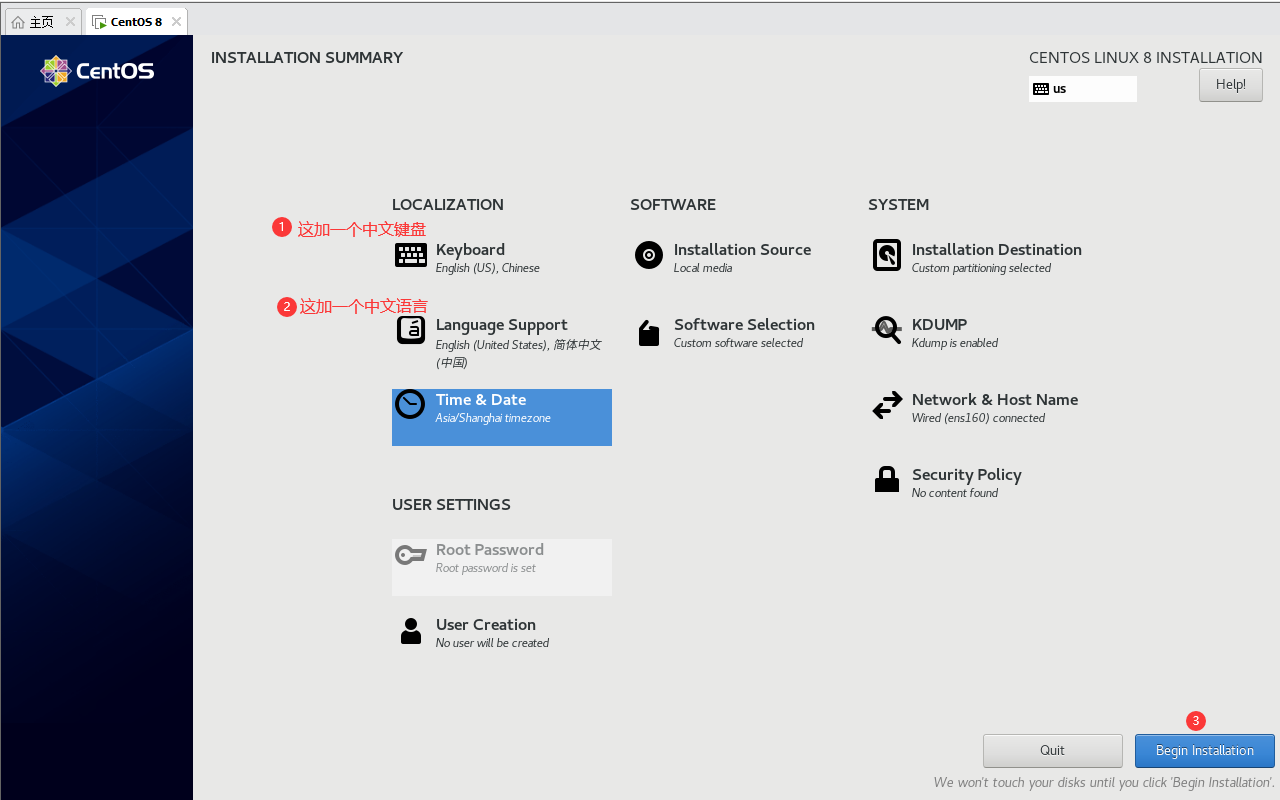 主页
CentOS 8
CentOS
INSTALLATION SUMMARY
CENTOS LINUX 8 INSTALLATION
us
Help!
LOCALIZATION
1 这加一个中文键盘
Keyboard
English (US), Chinese
2 这加一个中文语言
Language Support
English (United States), 简体中文
(中国)
Time & Date
Asia/Shanghai timezone
SOFTWARE
Installation Source
Local media
Software Selection
Custom software selected
SYSTEM
Installation Destination
Custom partitioning selected
KDUMP
Kdump is enabled
Network & Host Name
Wired (ens160) connected
Security Policy
No content found
USER SETTINGS
Root Password
Root password is set
User Creation
No user will be created
3
Quit
Begin Installation
We won't touch your disks until you click 'Begin Installation'.